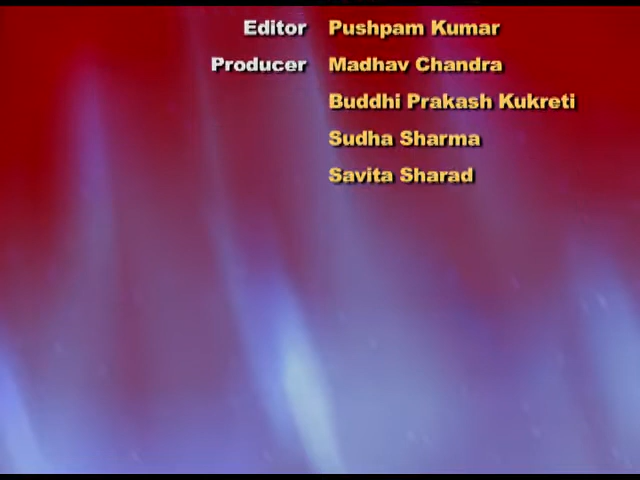 Editor Pushpam Kumar
Producer Madhav Chandra
Buddhi Prakash Kukreti
Sudha Sharma
Savita Sharad